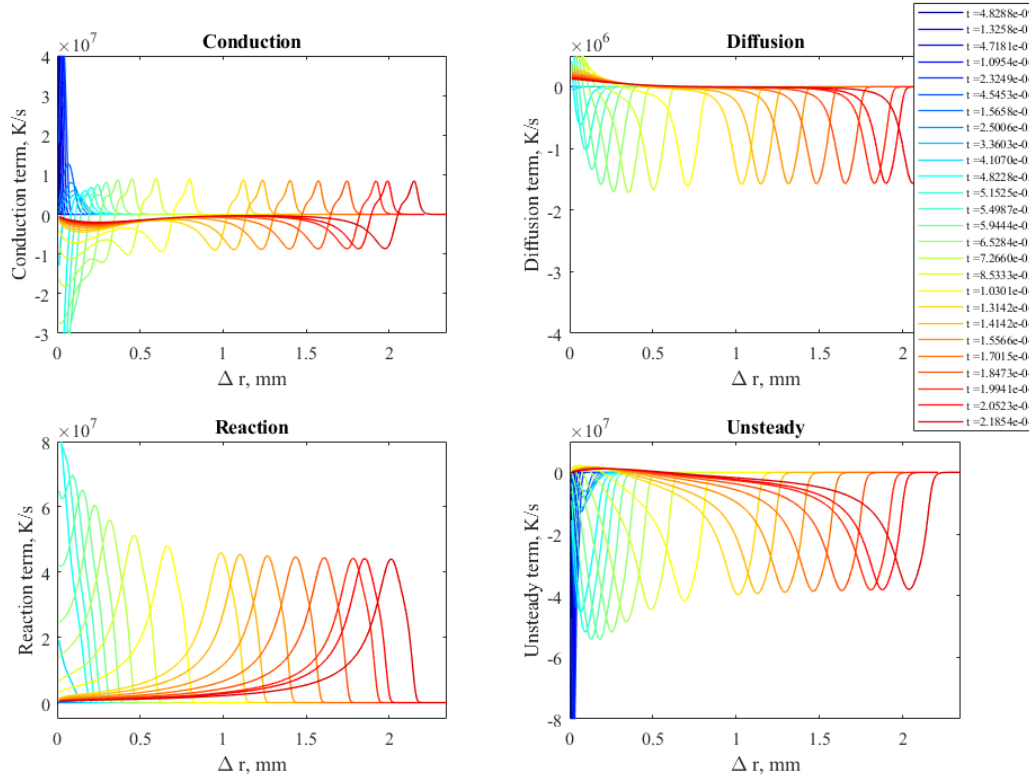 ×10⁷
Conduction
4
3
2
1
0
-1
-2
-3
Conduction term, K/s
0
0.5
1
1.5
2
Δ r, mm
×10⁶
Diffusion
0
-1
-2
-3
-4
Diffusion term, K/s
0
0.5
1
1.5
2
Δ r, mm
t =4.8288e-0
t =1.3258e-0
t =4.7181e-0
t =1.0954e-0
t =2.3249e-0
t =4.5453e-0
t =1.5658e-0
t =2.5006e-0
t =3.3603e-0
t =4.1070e-0
t =4.8228e-0
t =5.1525e-0
t =5.4987e-0
t =5.9444e-0
t =6.5284e-0
t =7.2660e-0
t =8.5333e-0
t =1.0301e-0
t =1.3142e-0
t =1.4142e-0
t =1.5566e-0
t =1.7015e-0
t =1.8473e-0
t =1.9941e-0
t =2.0523e-0
t =2.1854e-0
×10⁷
Reaction
8
6
4
2
0
Reaction term, K/s
0
0.5
1
1.5
2
Δ r, mm
×10⁷
Unsteady
0
-2
-4
-6
-8
Unsteady term, K/s
0
0.5
1
1.5
2
Δ r, mm